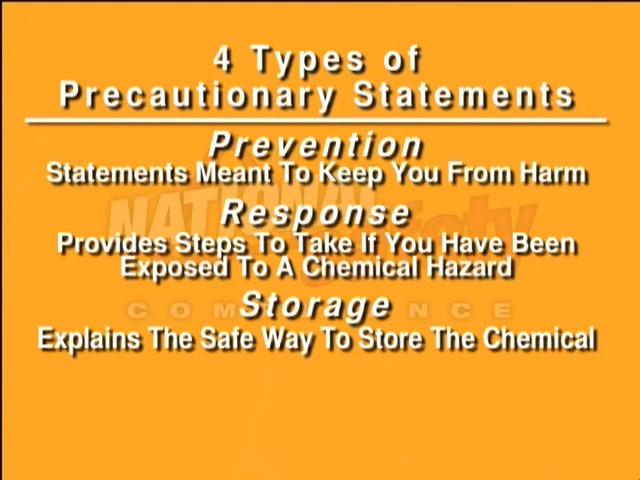 4 Types of
Precautionary Statements
Prevention
Statements Meant To Keep You From Harm
Response
Provides Steps To Take If You Have Been
Exposed To A Chemical Hazard
Storage
Explains The Safe Way To Store The Chemical